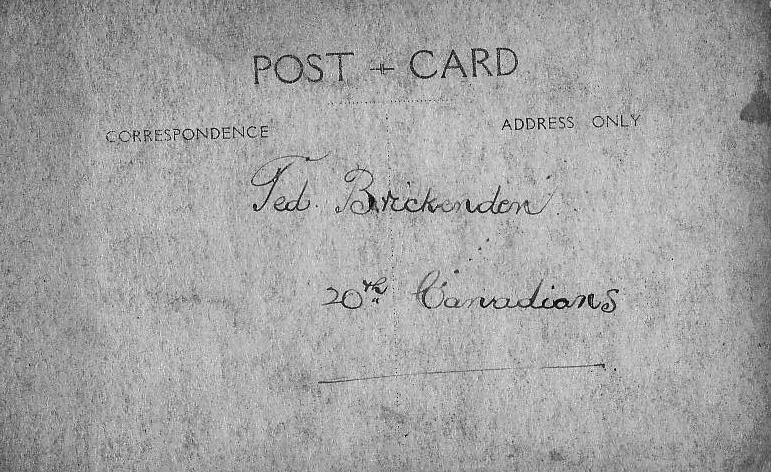 POST + CARD
CORRESPONDENCE
ADDRESS ONLY
Ted. Brickenden
20th Canadians